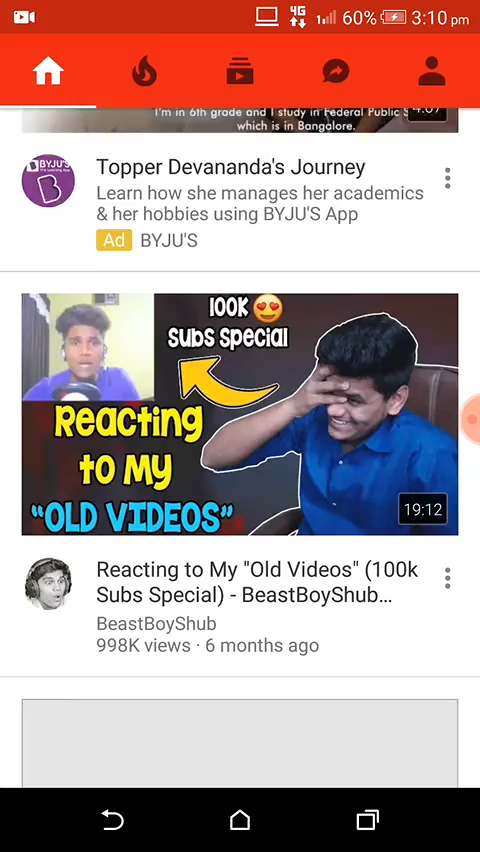 4G 60% 3:10 pm
I'm in 6th grade and I study in Federal Public
which is in Bangalore.
BYJU'S
Topper Devananda's Journey
Learn how she manages her academics
& her hobbies using BYJU'S App
Ad BYJU'S
100K
Subs Special
Reacting
to My
"OLD VIDEOS"
19:12
Reacting to My "Old Videos" (100k
Subs Special) - BeastBoyShub...
BeastBoyShub
998K views · 6 months ago